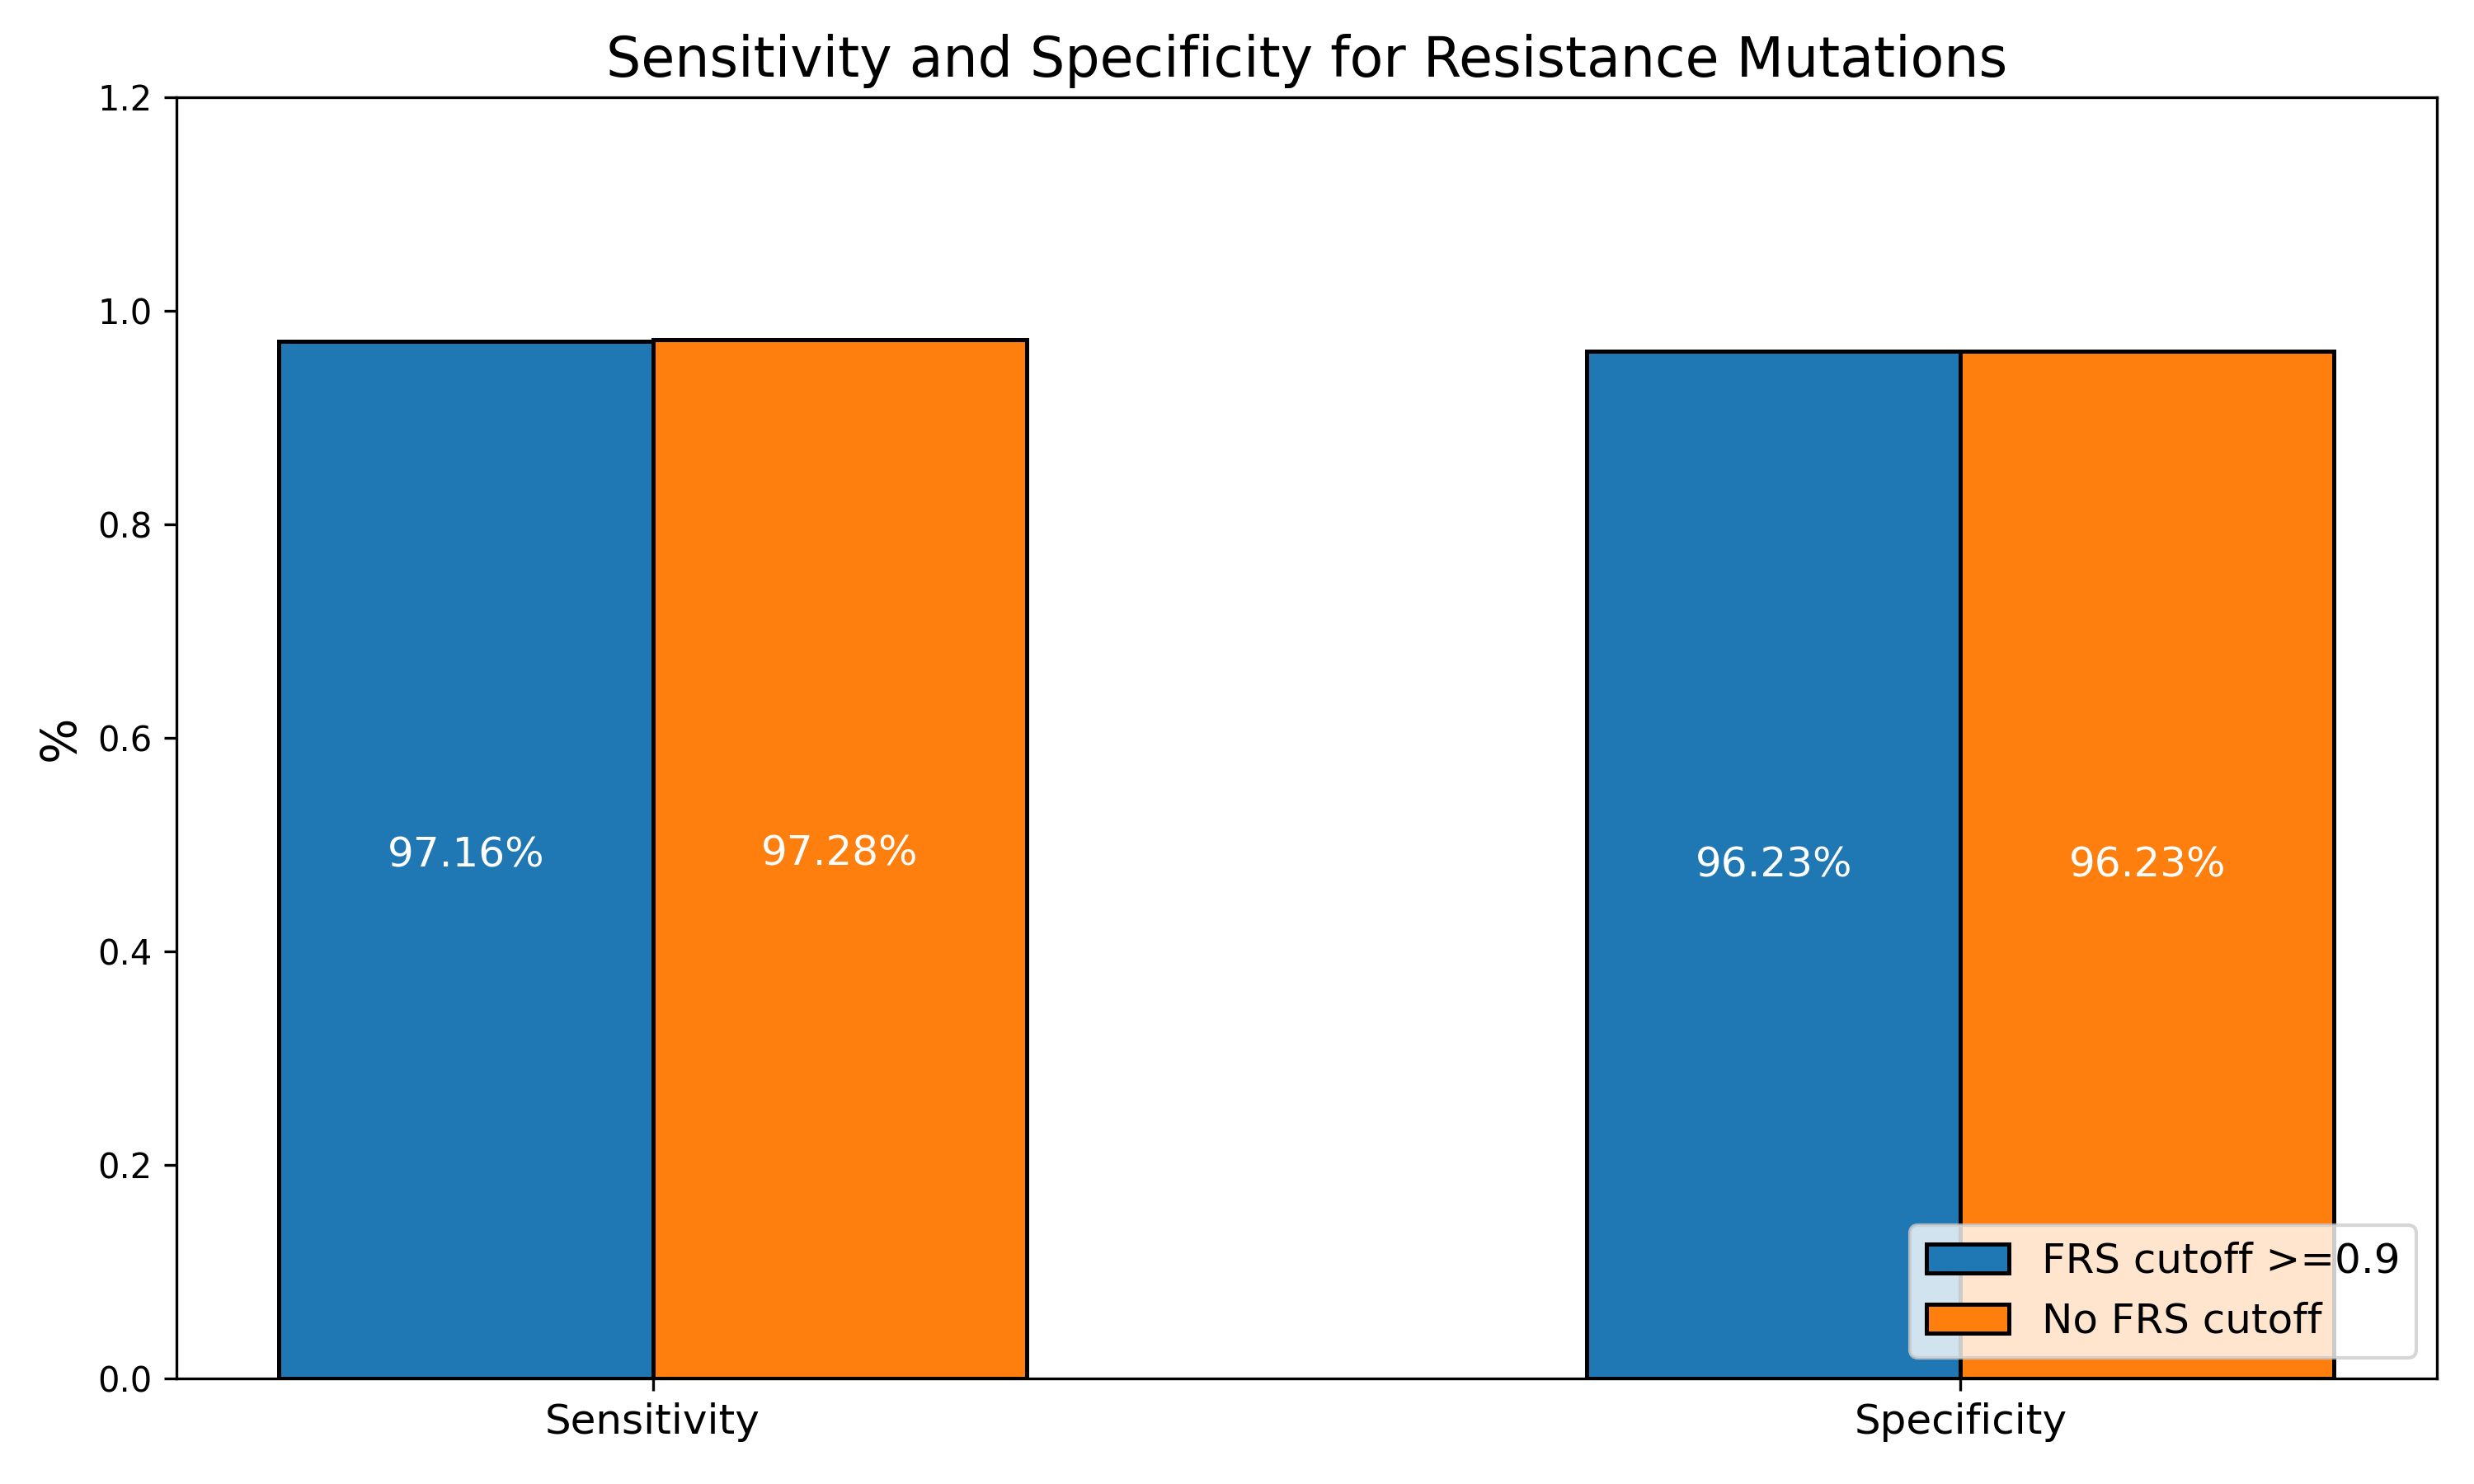 Sensitivity and Specificity for Resistance Mutations
1.2
1.0
0.8
0.6
0.4
0.2
0.0
%
97.16%
97.28%
96.23%
96.23%
FRS cutoff >=0.9
No FRS cutoff
Sensitivity
Specificity